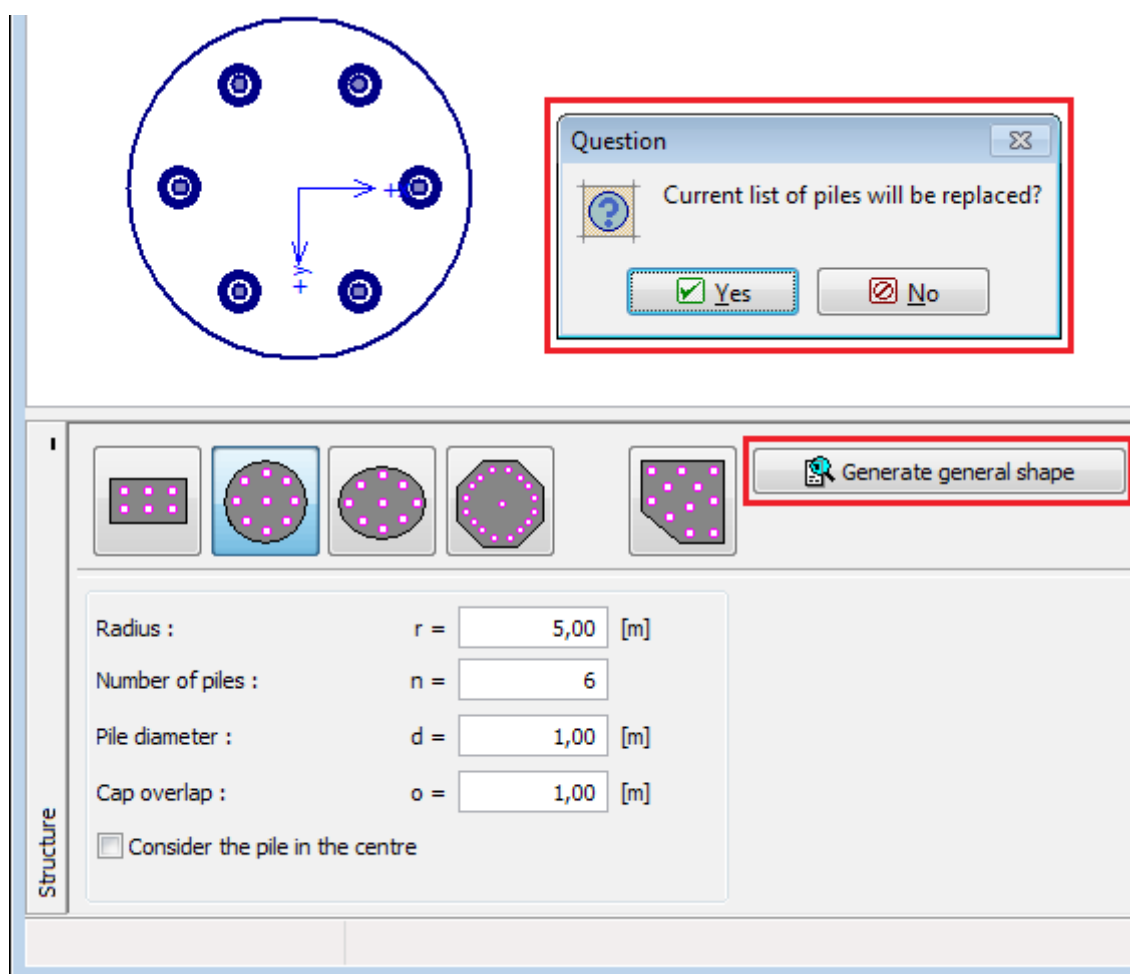 Question
Current list of piles will be replaced?
Yes
No
+
+y
Generate general shape
Radius : r = 5,00 [m]
Number of piles : n = 6
Pile diameter : d = 1,00 [m]
Cap overlap : o = 1,00 [m]
Consider the pile in the centre
Structure